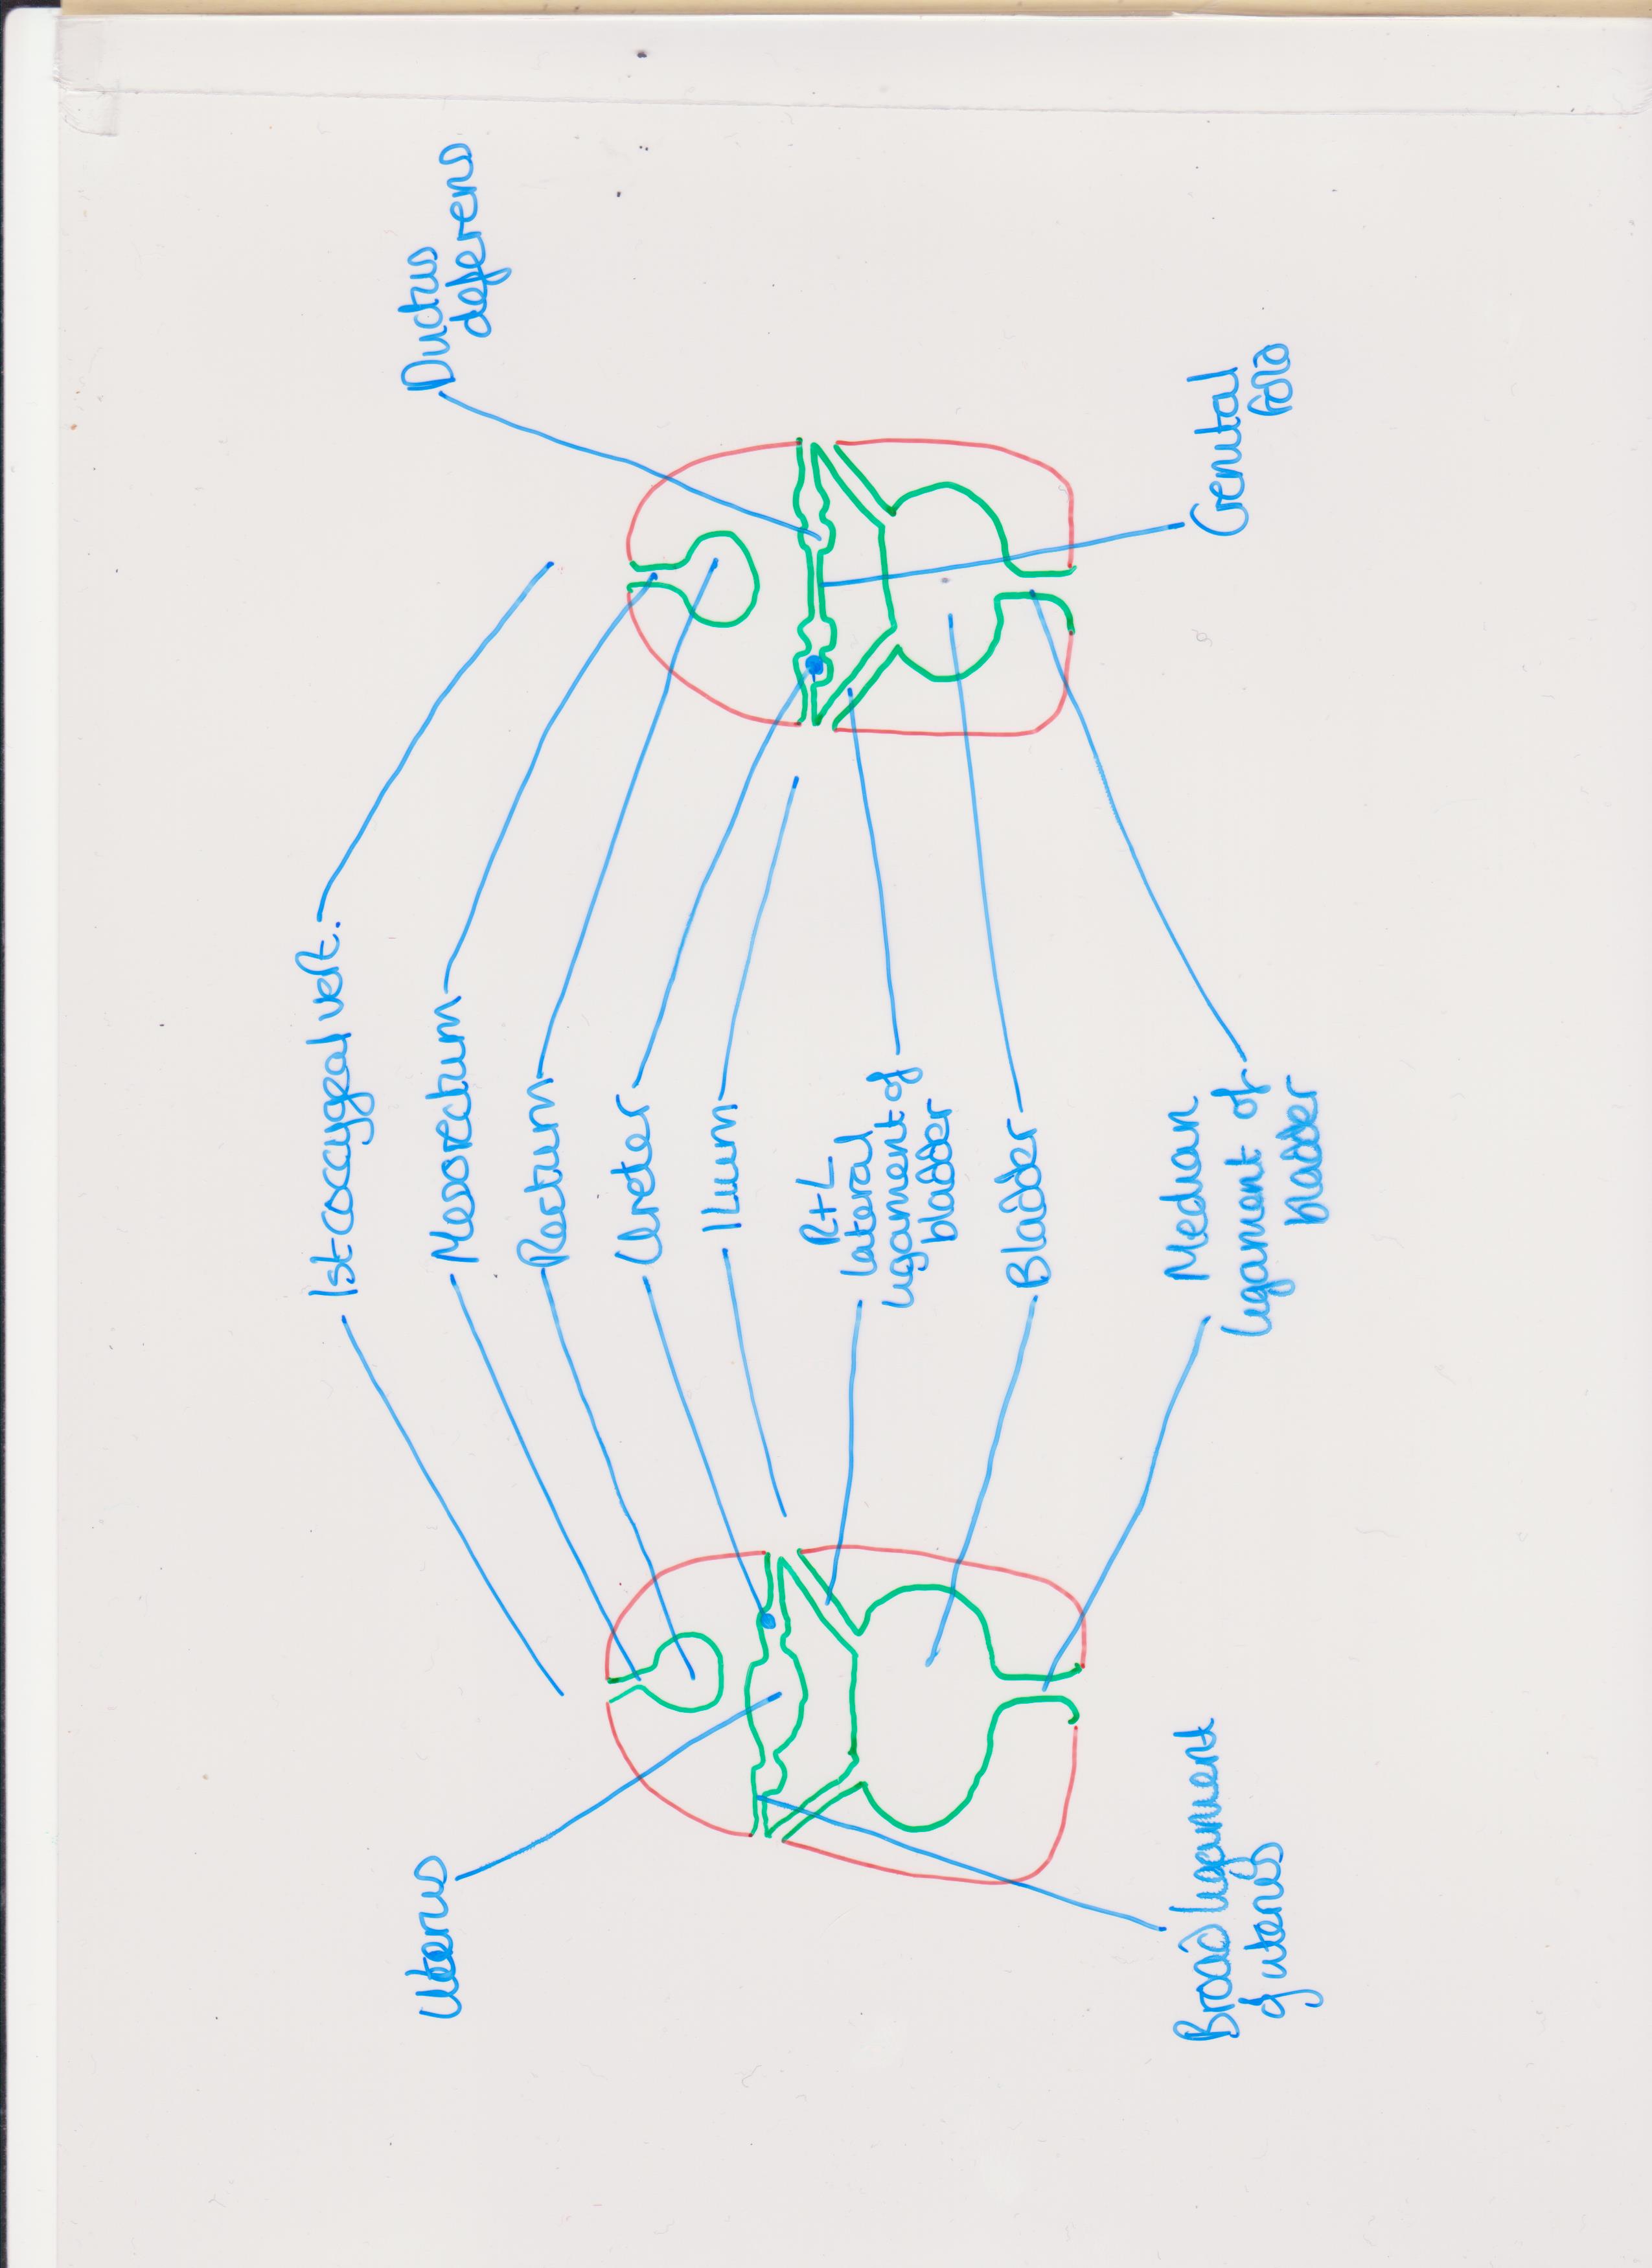 Uterus
Broad ligament
of uterus
1st coccygeal vert.
Mesorectum
Rectum
Ureter
Ilium
R+L
lateral
ligament of
bladder
Bladder
Median
ligament of
bladder
Ductus
deferens
Genital
fold